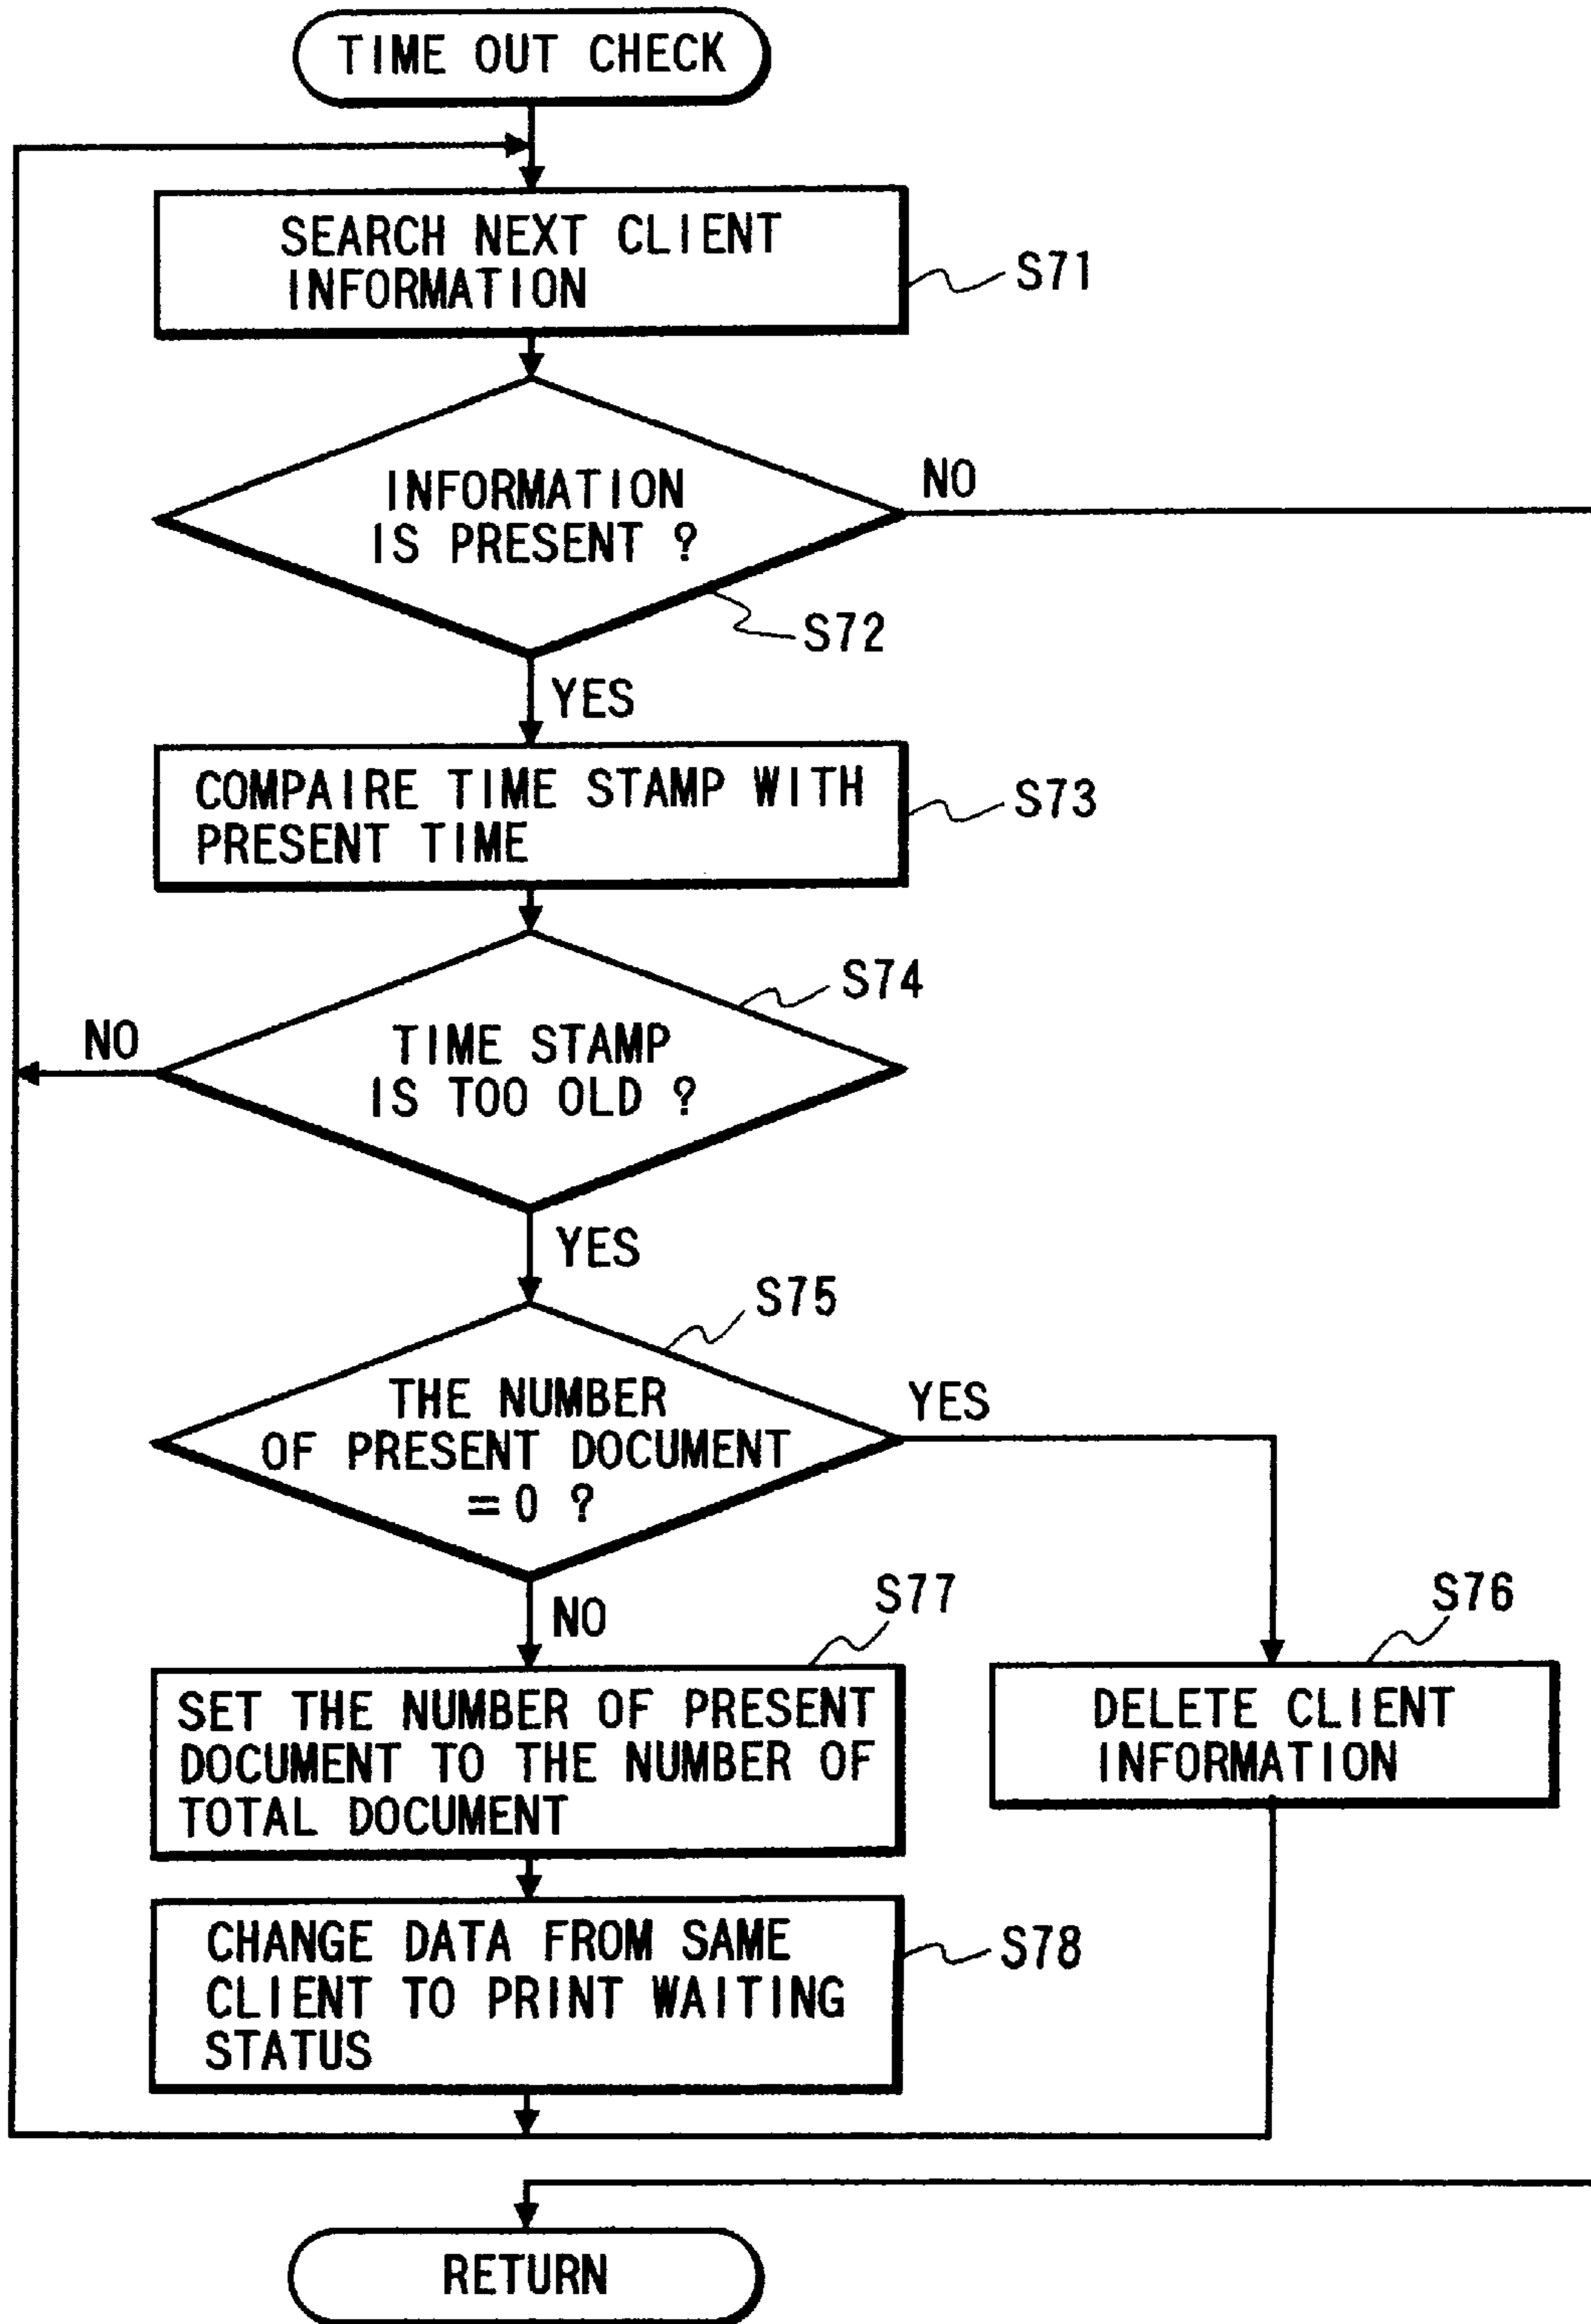 TIME OUT CHECK
SEARCH NEXT CLIENT
INFORMATION
S71
INFORMATION
IS PRESENT ?
NO
S72
YES
COMPAIRE TIME STAMP WITH
PRESENT TIME
S73
S74
TIME STAMP
IS TOO OLD ?
NO
YES
S75
THE NUMBER
OF PRESENT DOCUMENT
=0 ?
YES
NO
S77
SET THE NUMBER OF PRESENT
DOCUMENT TO THE NUMBER OF
TOTAL DOCUMENT
S76
DELETE CLIENT
INFORMATION
CHANGE DATA FROM SAME
CLIENT TO PRINT WAITING
STATUS
S78
RETURN